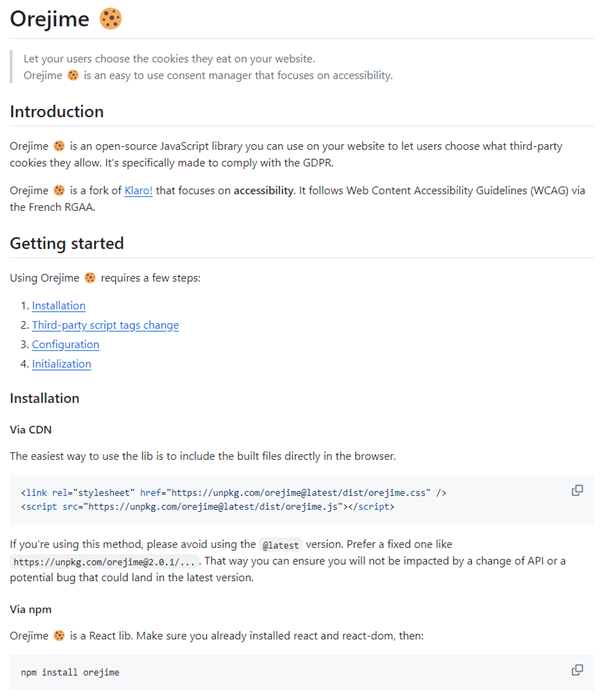 Orejime 🍪
Let your users choose the cookies they eat on your website.
Orejime 🍪 is an easy to use consent manager that focuses on accessibility.
Introduction
Orejime 🍪 is an open-source JavaScript library you can use on your website to let users choose what third-party
cookies they allow. It's specifically made to comply with the GDPR.
Orejime 🍪 is a fork of Klaro! that focuses on accessibility. It follows Web Content Accessibility Guidelines (WCAG) via
the French RGAA.
Getting started
Using Orejime 🍪 requires a few steps:
1. Installation
2. Third-party script tags change
3. Configuration
4. Initialization
Installation
Via CDN
The easiest way to use the lib is to include the built files directly in the browser.
<link rel="stylesheet" href="https://unpkg.com/orejime@latest/dist/orejime.css" />
<script src="https://unpkg.com/orejime@latest/dist/orejime.js"></script>
If you're using this method, please avoid using the @latest version. Prefer a fixed one like
https://unpkg.com/orejime@2.0.1/... . That way you can ensure you will not be impacted by a change of API or a
potential bug that could land in the latest version.
Via npm
Orejime 🍪 is a React lib. Make sure you already installed react and react-dom, then:
npm install orejime